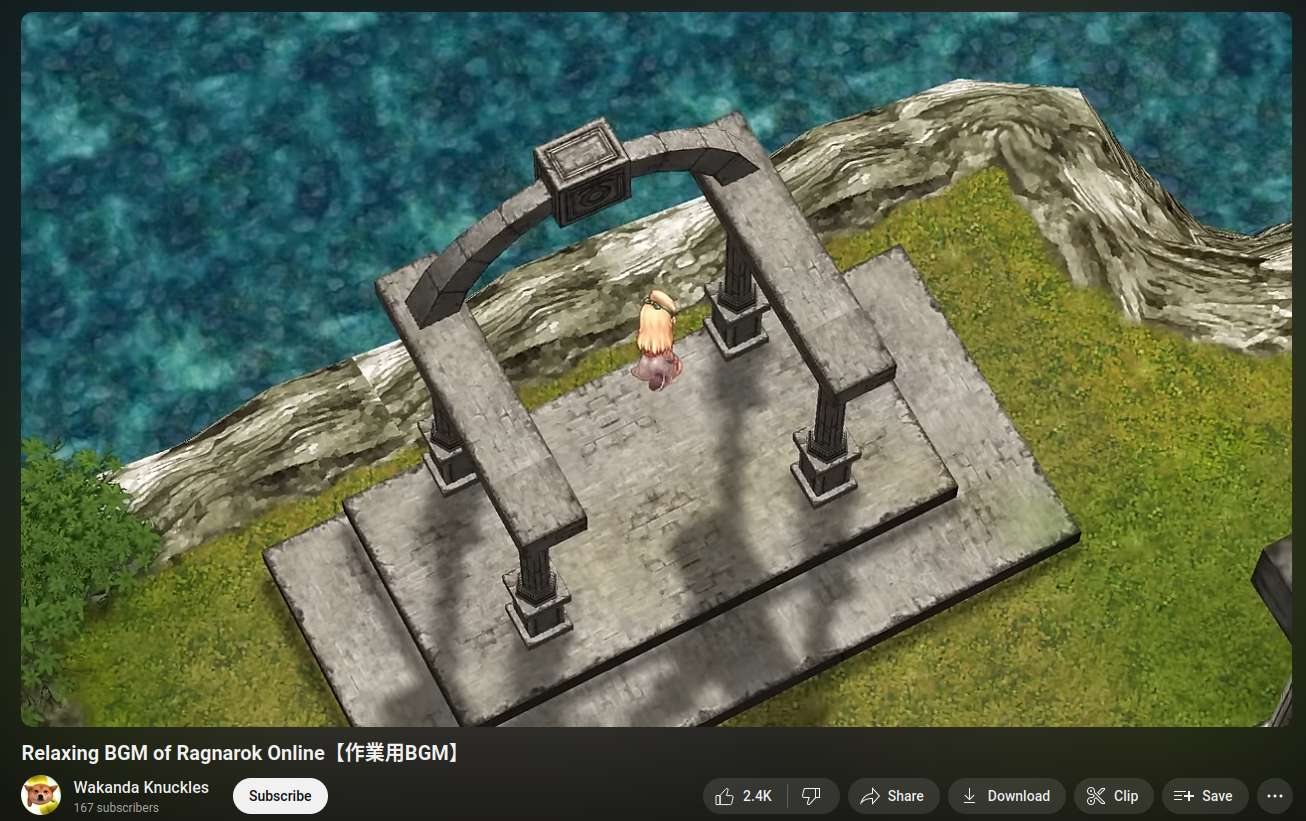 Relaxing BGM of Ragnarok Online【作業用BGM】
Wakanda Knuckles
167 subscribers
Subscribe
2.4K
Share
Download
Clip
Save